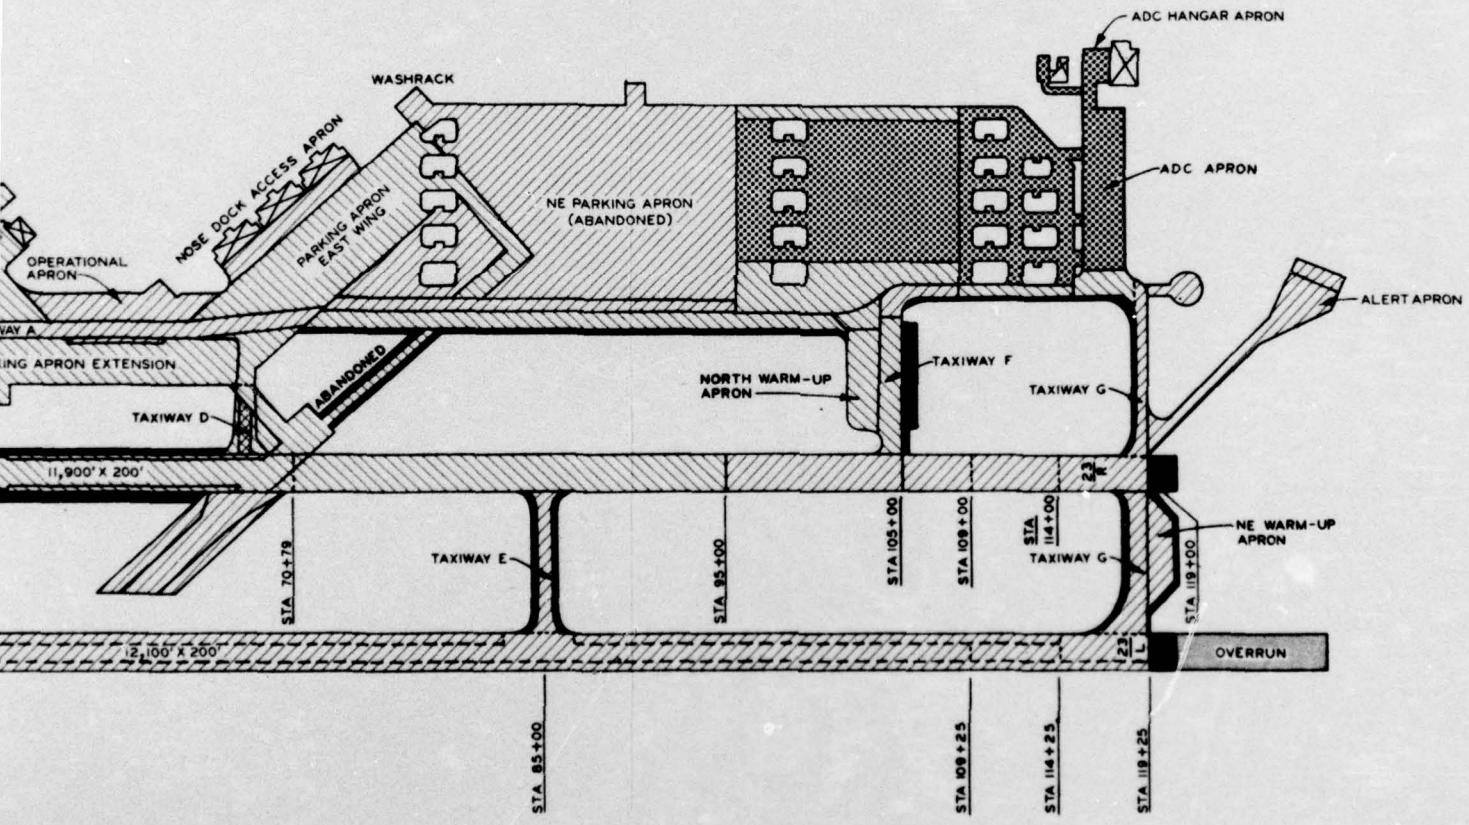 ADC HANGAR APRON
WASHRACK
NOSE DOCK ACCESS APRON
PARKING APRON
EAST WING
NE PARKING APRON
(ABANDONED)
ADC APRON
OPERATIONAL
APRON
ALERT APRON
WAY A
ING APRON EXTENSION
ABANDONED
TAXIWAY D
NORTH WARM-UP
APRON
TAXIWAY F
TAXIWAY G
11,900' X 200'
23
R
STA 70+79
TAXIWAY E
STA 95+00
STA 105+00
STA 109+00
STA
114+00
TAXIWAY G
NE WARM-UP
APRON
STA 119+00
12,100' X 200'
23
L
OVERRUN
STA 85+00
STA 109+25
STA 114+25
STA 119+25